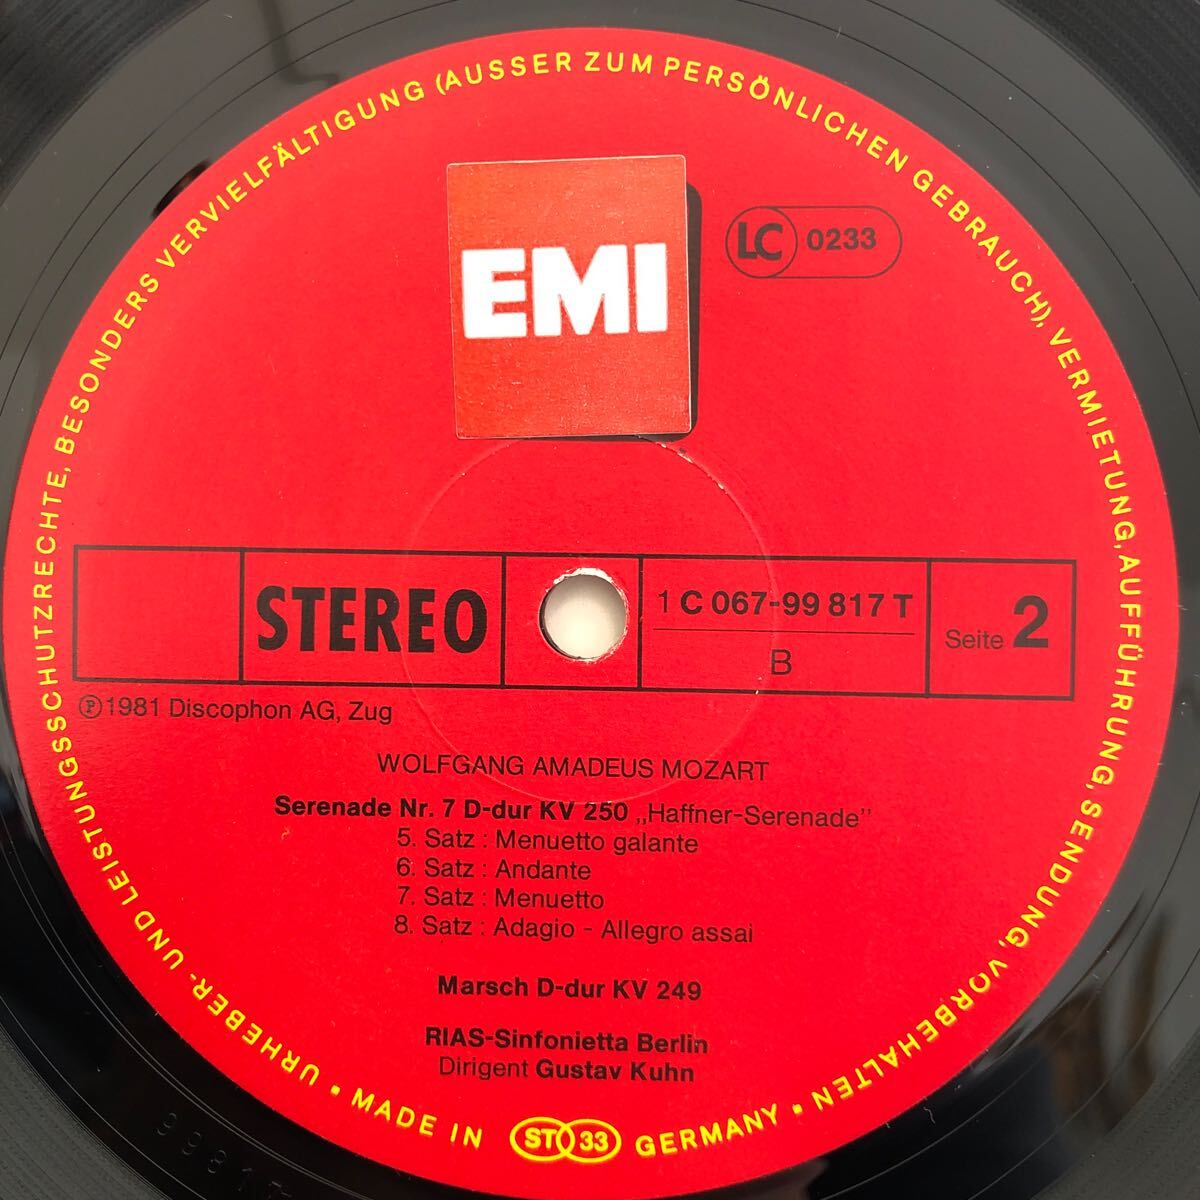 URHEBER- UND LEISTUNGSSCHUTZRECHTE, BESONDERS VERVIELFÄLTIGUNG (AUSSER ZUM PERSÖNLICHEN GEBRAUCH), VERMIETUNG, AUFFÜHRUNG, SENDUNG, VORBEHALTEN
EMI
LC 0233
STEREO
1 C 067-99 817 T
B
Seite 2
℗1981 Discophon AG, Zug
WOLFGANG AMADEUS MOZART
Serenade Nr. 7 D-dur KV 250 „Haffner-Serenade"
5. Satz : Menuetto galante
6. Satz : Andante
7. Satz : Menuetto
8. Satz : Adagio - Allegro assai
Marsch D-dur KV 249
RIAS-Sinfonietta Berlin
Dirigent Gustav Kuhn
• MADE IN ST 33 GERMANY •